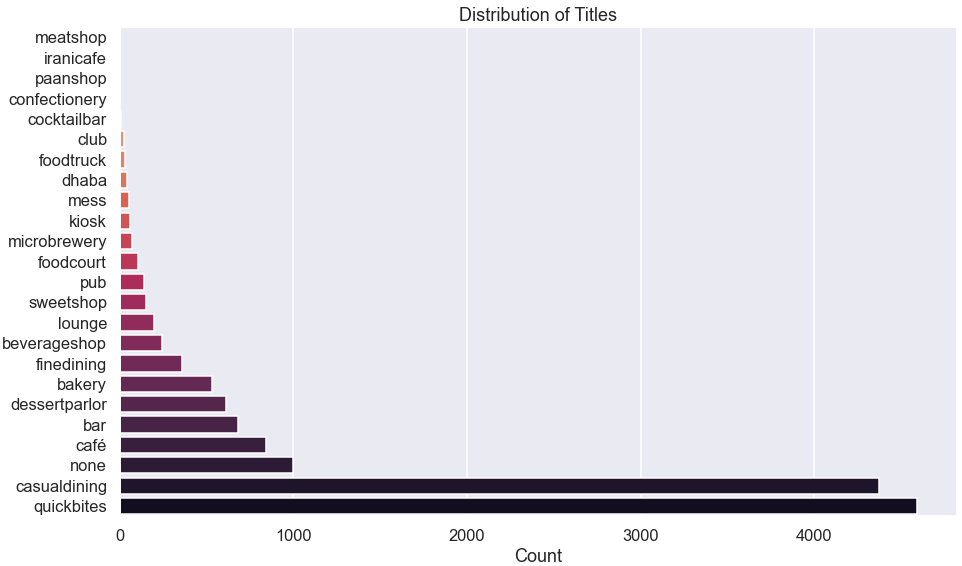 Distribution of Titles
meatshop
iranicafe
paanshop
confectionery
cocktailbar
club
foodtruck
dhaba
mess
kiosk
microbrewery
foodcourt
pub
sweetshop
lounge
beverageshop
finedining
bakery
dessertparlor
bar
café
none
casualdining
quickbites
0 1000 2000 3000 4000
Count